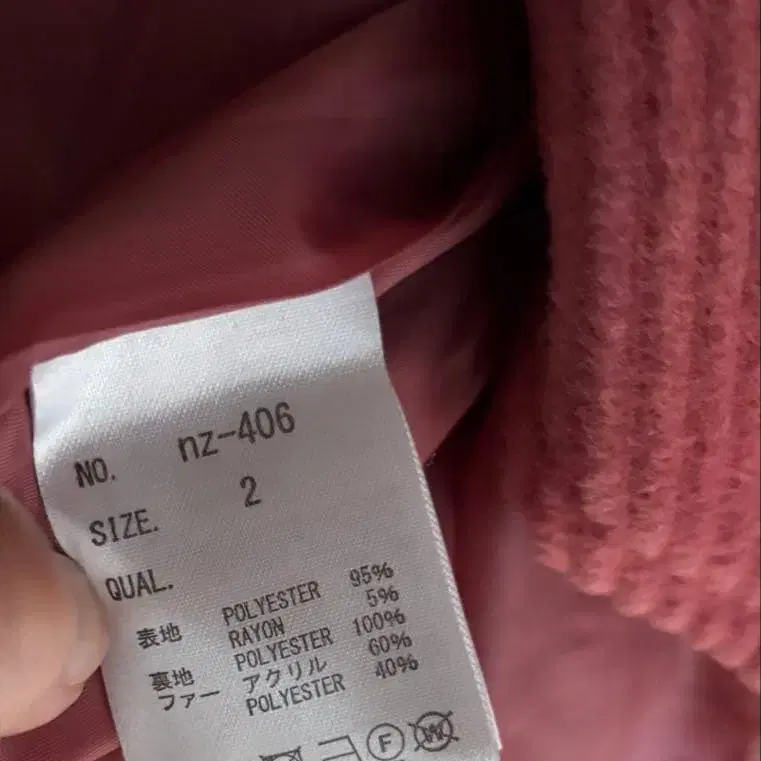 NO. nz-406
SIZE. 2
QUAL.
表地 POLYESTER 95%
RAYON 5%
裏地 POLYESTER 100%
ファー アクリル 60%
POLYESTER 40%
F W